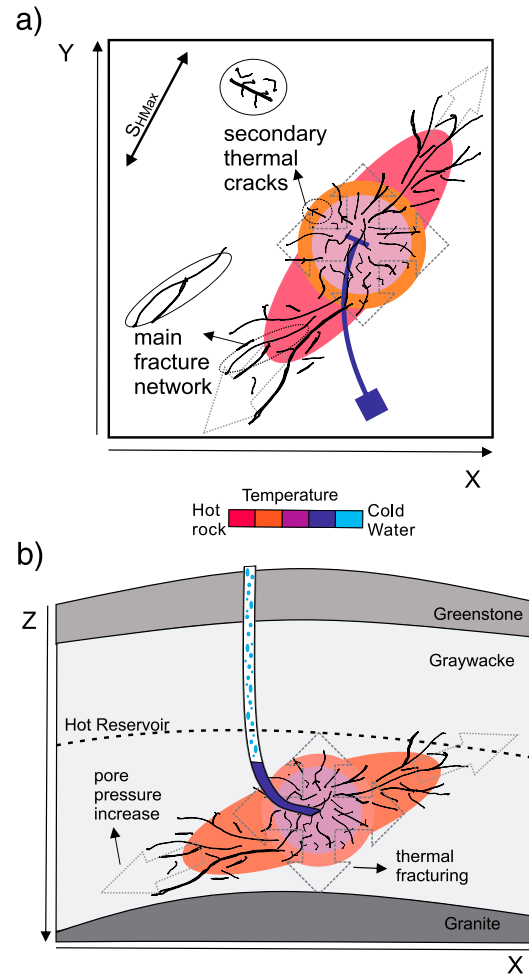 a)
Y
SHMax
secondary
thermal
cracks
main
fracture
network
X
Temperature
Hot
rock
Cold
Water
b)
Z
Greenstone
Graywacke
Hot Reservoir
pore
pressure
increase
thermal
fracturing
Granite
X